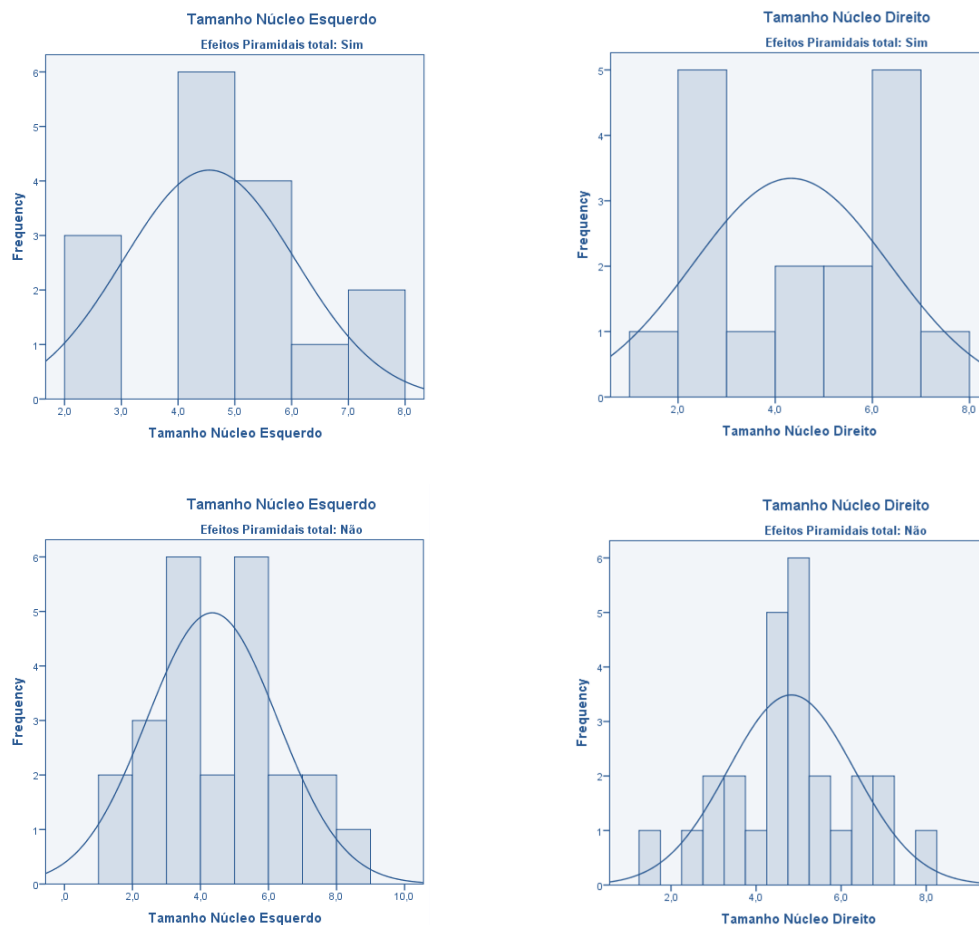 Tamanho Núcleo Esquerdo
Efeitos Piramidais total: Sim
6
5
4
3
2
1
0
Frequency
2,0 3,0 4,0 5,0 6,0 7,0 8,0
Tamanho Núcleo Esquerdo
Tamanho Núcleo Direito
Efeitos Piramidais total: Sim
5
4
3
2
1
0
Frequency
2,0 4,0 6,0 8,0
Tamanho Núcleo Direito
Tamanho Núcleo Esquerdo
Efeitos Piramidais total: Não
6
5
4
3
2
1
0
Frequency
,0 2,0 4,0 6,0 8,0 10,0
Tamanho Núcleo Esquerdo
Tamanho Núcleo Direito
Efeitos Piramidais total: Não
6
5
4
3
2
1
0
Frequency
2,0 4,0 6,0 8,0
Tamanho Núcleo Direito